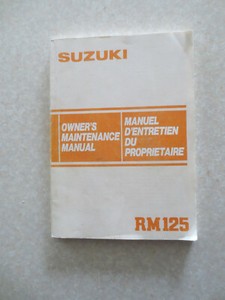 SUZUKI
OWNER'S
MAINTENANCE
MANUAL
MANUEL
D'ENTRETIEN
DU
PROPRIETAIRE
RM125